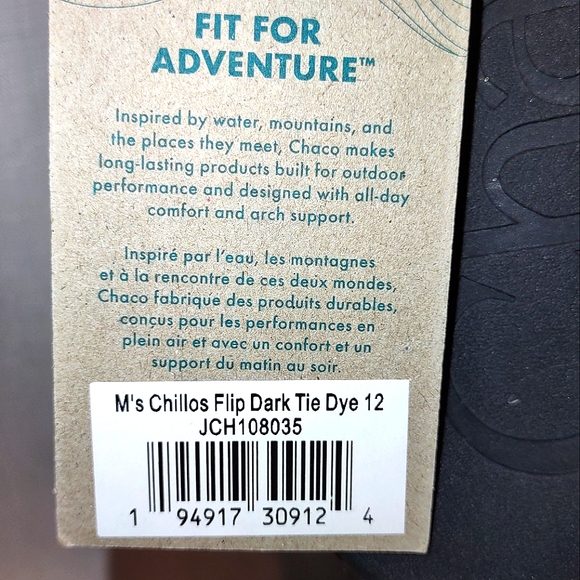 FIT FOR
ADVENTURE™
Inspired by water, mountains, and
the places they meet, Chaco makes
long-lasting products built for outdoor
performance and designed with all-day
comfort and arch support.
Inspiré par l'eau, les montagnes
et à la rencontre de ces deux mondes,
Chaco fabrique des produits durables,
conçus pour les performances en
plein air et avec un confort et un
support du matin au soir.
M's Chillos Flip Dark Tie Dye 12
JCH108035
1 94917 30912 4